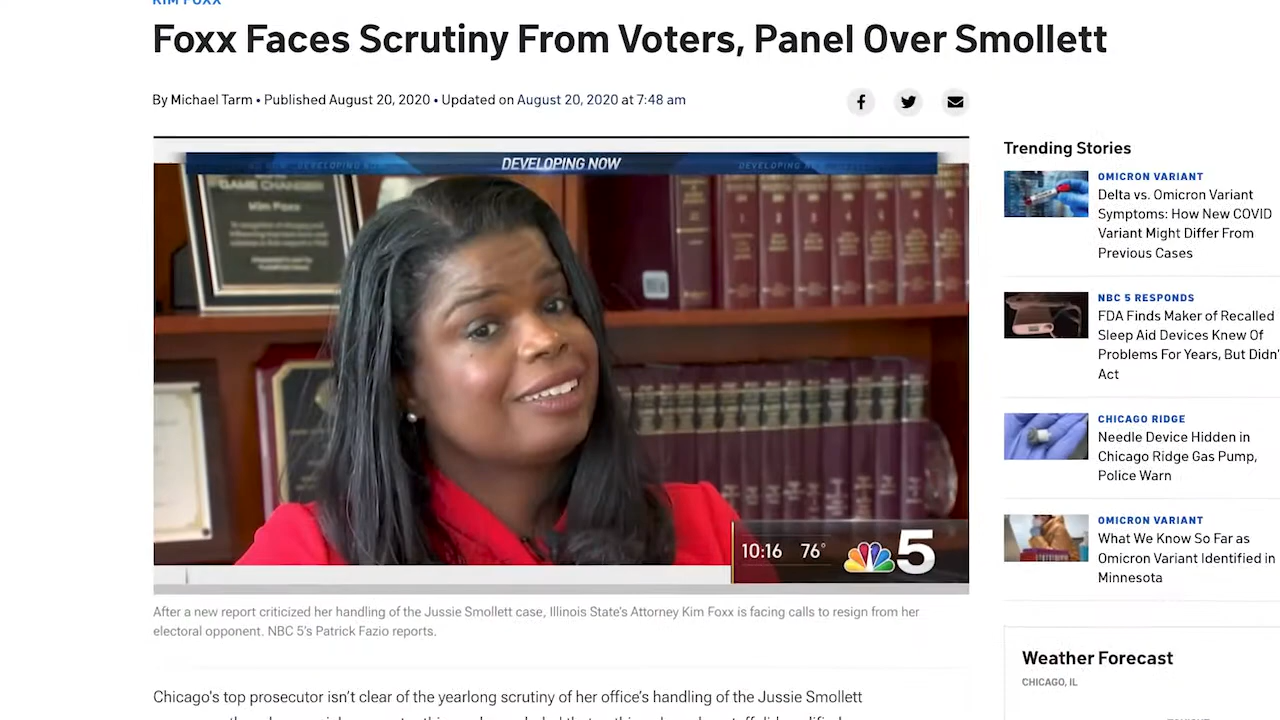 KIM FOXX
Foxx Faces Scrutiny From Voters, Panel Over Smollett
By Michael Tarm • Published August 20, 2020 • Updated on August 20, 2020 at 7:48 am
DEVELOPING NOW
GAME CHANGER
Kim Foxx
10:16 76°
5
After a new report criticized her handling of the Jussie Smollett case, Illinois State's Attorney Kim Foxx is facing calls to resign from her
electoral opponent. NBC 5's Patrick Fazio reports.
Chicago's top prosecutor isn't clear of the yearlong scrutiny of her office's handling of the Jussie Smollett
Trending Stories
OMICRON VARIANT
Delta vs. Omicron Variant
Symptoms: How New COVID
Variant Might Differ From
Previous Cases
NBC 5 RESPONDS
FDA Finds Maker of Recalled
Sleep Aid Devices Knew Of
Problems For Years, But Didn'
Act
CHICAGO RIDGE
Needle Device Hidden in
Chicago Ridge Gas Pump,
Police Warn
OMICRON VARIANT
What We Know So Far as
Omicron Variant Identified in
Minnesota
Weather Forecast
CHICAGO, IL